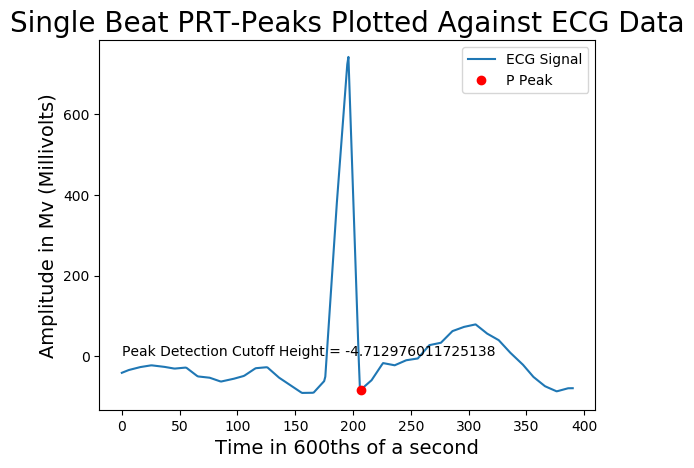 Single Beat PRT-Peaks Plotted Against ECG Data
ECG Signal
P Peak
600
400
200
0
Amplitude in Mv (Millivolts)
Peak Detection Cutoff Height = -4.712976011725138
0 50 100 150 200 250 300 350 400
Time in 600ths of a second